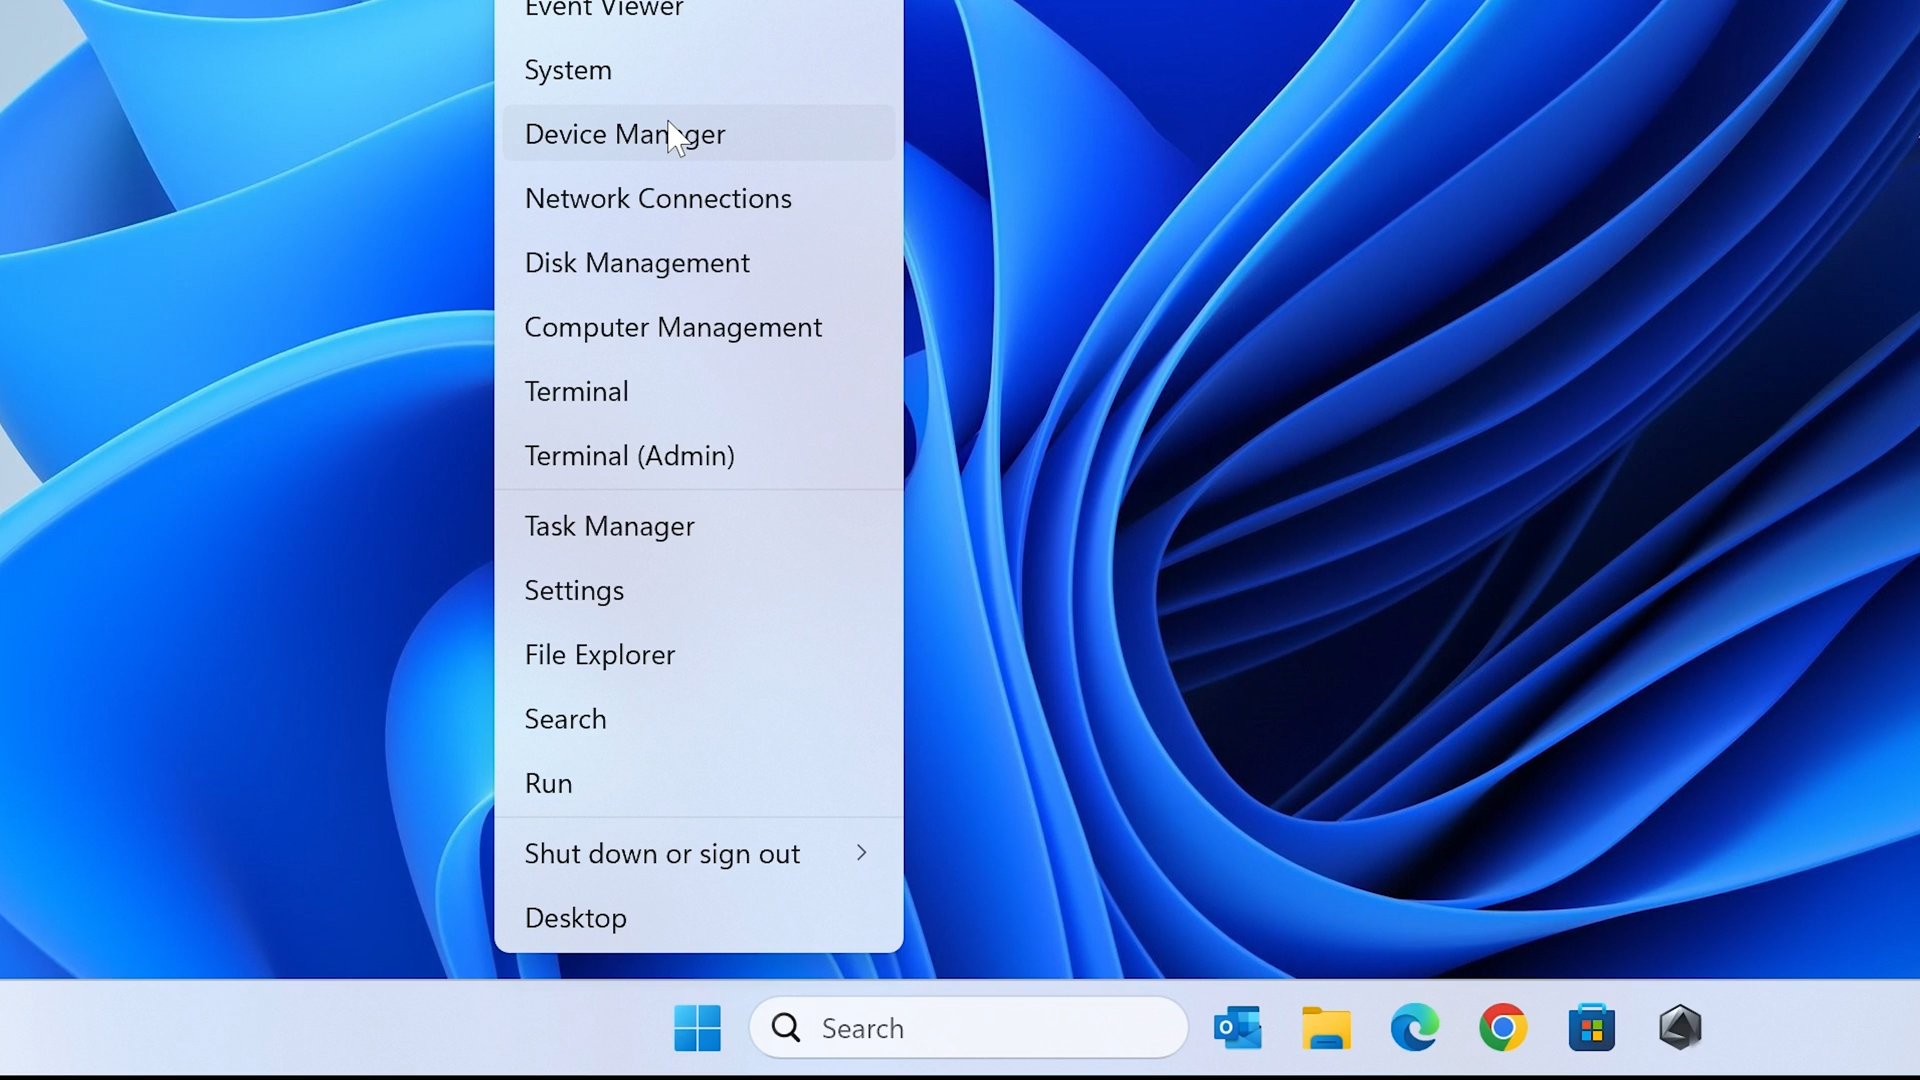 Event Viewer
System
Device Manager
Network Connections
Disk Management
Computer Management
Terminal
Terminal (Admin)
Task Manager
Settings
File Explorer
Search
Run
Shut down or sign out
Desktop
Search